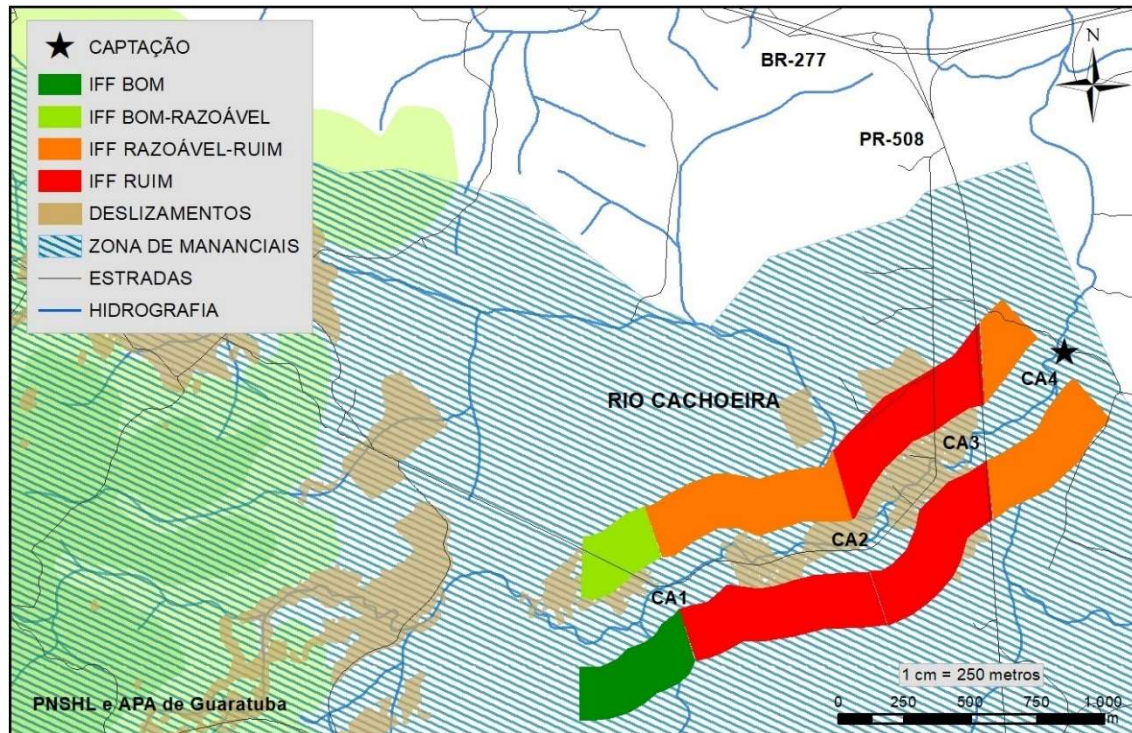 CAPTAÇÃO
IFF BOM
IFF BOM-RAZOÁVEL
IFF RAZOÁVEL-RUIM
IFF RUIM
DESLIZAMENTOS
ZONA DE MANANCIAIS
ESTRADAS
HIDROGRAFIA
BR-277
N
PR-508
RIO CACHOEIRA
CA4
CA3
CA2
CA1
PNSHL e APA de Guaratuba
1 cm = 250 metros
0 250 500 750 1 000
m